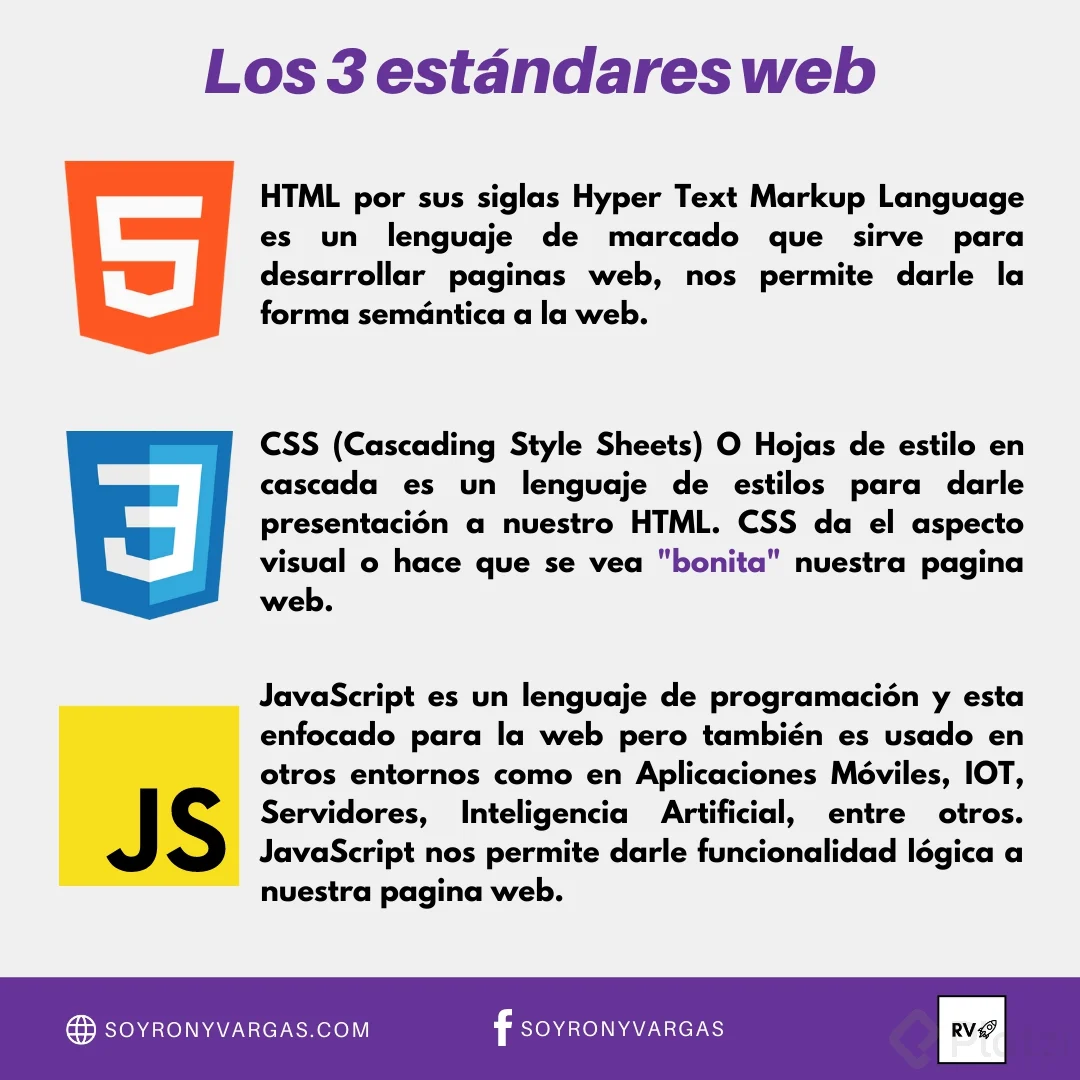 Los 3 estándares web
HTML por sus siglas Hyper Text Markup Language
es un lenguaje de marcado que sirve para
desarrollar paginas web, nos permite darle la
forma semántica a la web.
CSS (Cascading Style Sheets) O Hojas de estilo en
cascada es un lenguaje de estilos para darle
presentación a nuestro HTML. CSS da el aspecto
visual o hace que se vea "bonita" nuestra pagina
web.
JS
JavaScript es un lenguaje de programación y esta
enfocado para la web pero también es usado en
otros entornos como en Aplicaciones Móviles, IOT,
Servidores, Inteligencia Artificial, entre otros.
JavaScript nos permite darle funcionalidad lógica a
nuestra pagina web.
SOYRONYVARGAS.COM
SOYRONYVARGAS
RV